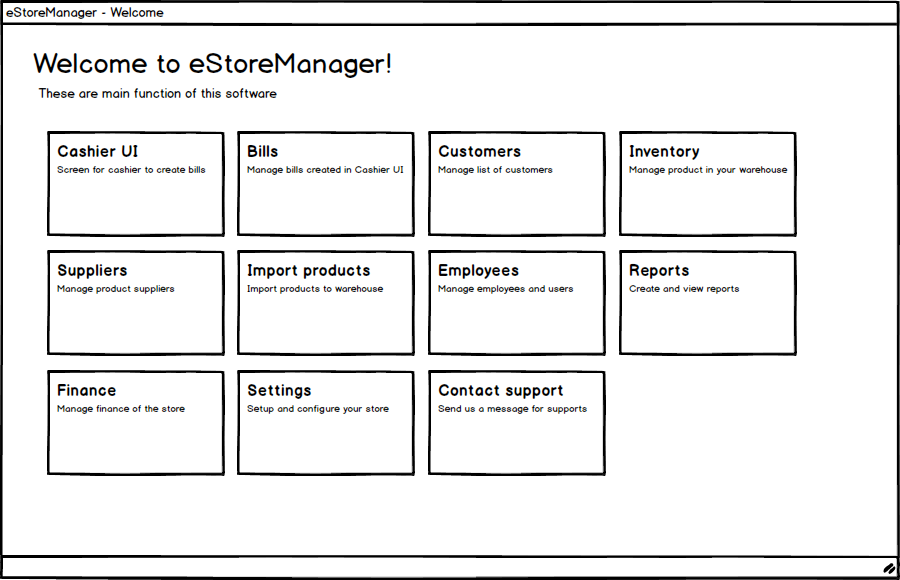 eStoreManager - Welcome
Welcome to eStoreManager!
These are main function of this software
Cashier UI
Screen for cashier to create bills
Bills
Manage bills created in Cashier UI
Customers
Manage list of customers
Inventory
Manage product in your warehouse
Suppliers
Manage product suppliers
Import products
Import products to warehouse
Employees
Manage employees and users
Reports
Create and view reports
Finance
Manage finance of the store
Settings
Setup and configure your store
Contact support
Send us a message for supports